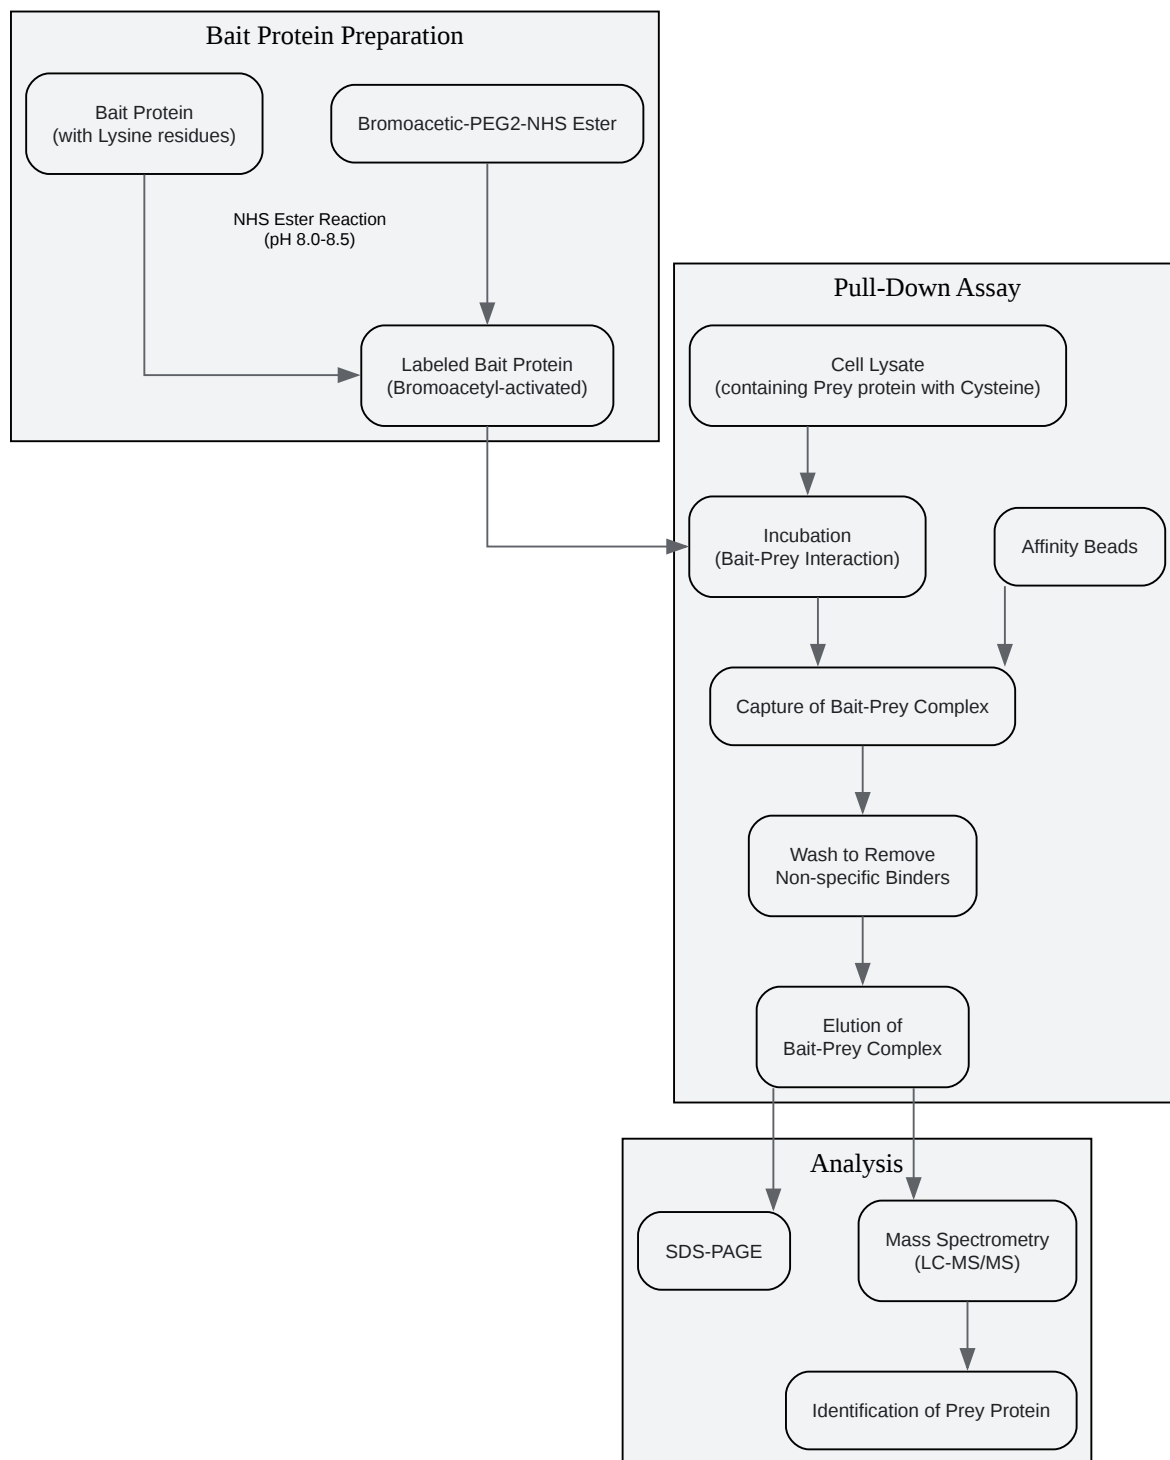 Bait Protein Preparation
Bait Protein
(with Lysine residues)
Bromoacetic-PEG2-NHS Ester
NHS Ester Reaction
(pH 8.0-8.5)
Labeled Bait Protein
(Bromoacetyl-activated)
Pull-Down Assay
Cell Lysate
(containing Prey protein with Cysteine)
Incubation
(Bait-Prey Interaction)
Affinity Beads
Capture of Bait-Prey Complex
Wash to Remove
Non-specific Binders
Elution of
Bait-Prey Complex
Analysis
SDS-PAGE
Mass Spectrometry
(LC-MS/MS)
Identification of Prey Protein